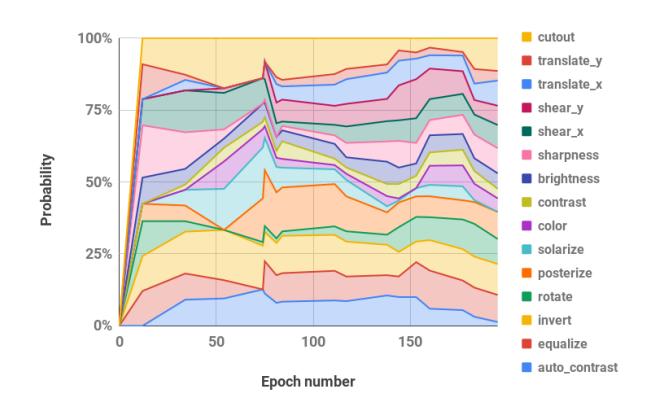 100%
75%
50%
25%
0%
Probability
0
50
100
150
Epoch number
cutout
translate_y
translate_x
shear_y
shear_x
sharpness
brightness
contrast
color
solarize
posterize
rotate
invert
equalize
auto_contrast